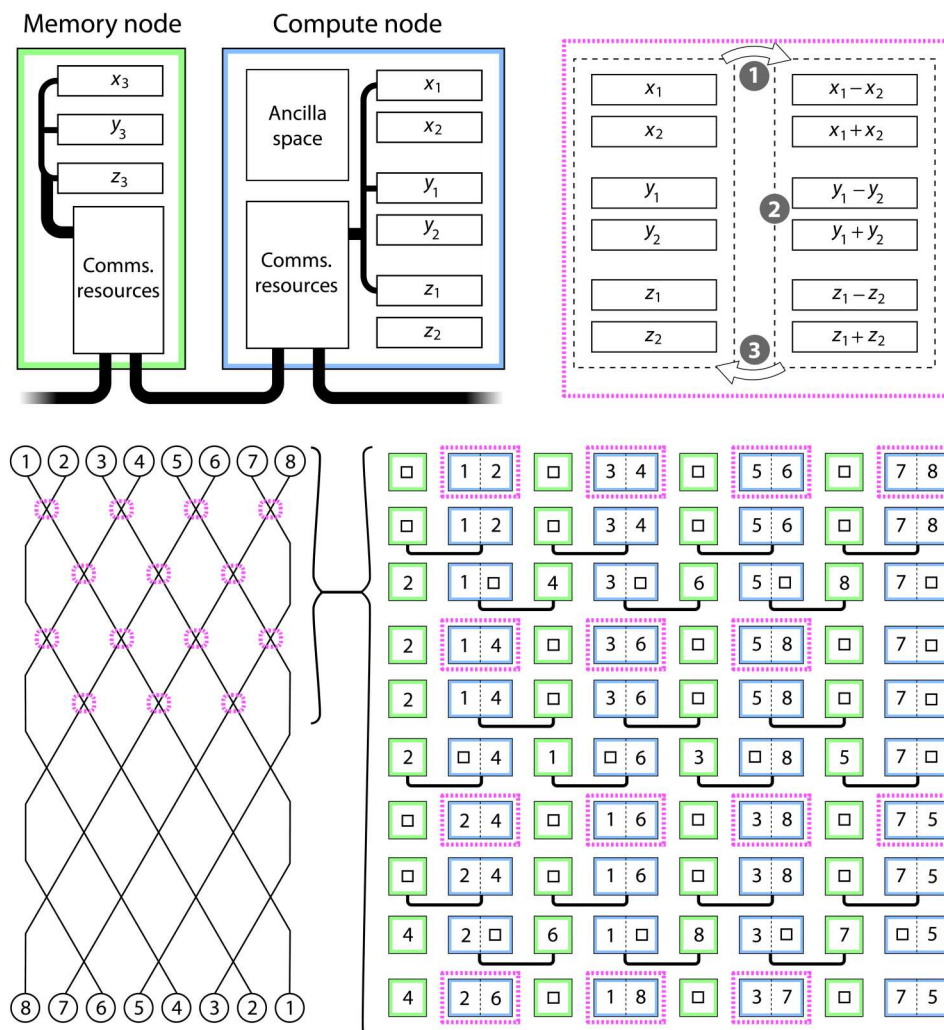 Memory node
Compute node
x3
y3
z3
Comms.
resources
Ancilla
space
Comms.
resources
x1
x2
y1
y2
z1
z2
1
x1
x2
y1
y2
z1
z2
2
3
x1 − x2
x1 + x2
y1 − y2
y1 + y2
z1 − z2
z1 + z2
1 2 3 4 5 6 7 8
8 7 6 5 4 3 2 1
□ 1 2 □ 3 4 □ 5 6 □ 7 8
□ 1 2 □ 3 4 □ 5 6 □ 7 8
2 1 □ 4 3 □ 6 5 □ 8 7 □
2 1 4 □ 3 6 □ 5 8 □ 7 □
2 1 4 □ 3 6 □ 5 8 □ 7 □
2 □ 4 1 □ 6 3 □ 8 5 7 □
□ 2 4 □ 1 6 □ 3 8 □ 7 5
□ 2 4 □ 1 6 □ 3 8 □ 7 5
4 2 □ 6 1 □ 8 3 □ 7 □ 5
4 2 6 □ 1 8 □ 3 7 □ 7 5